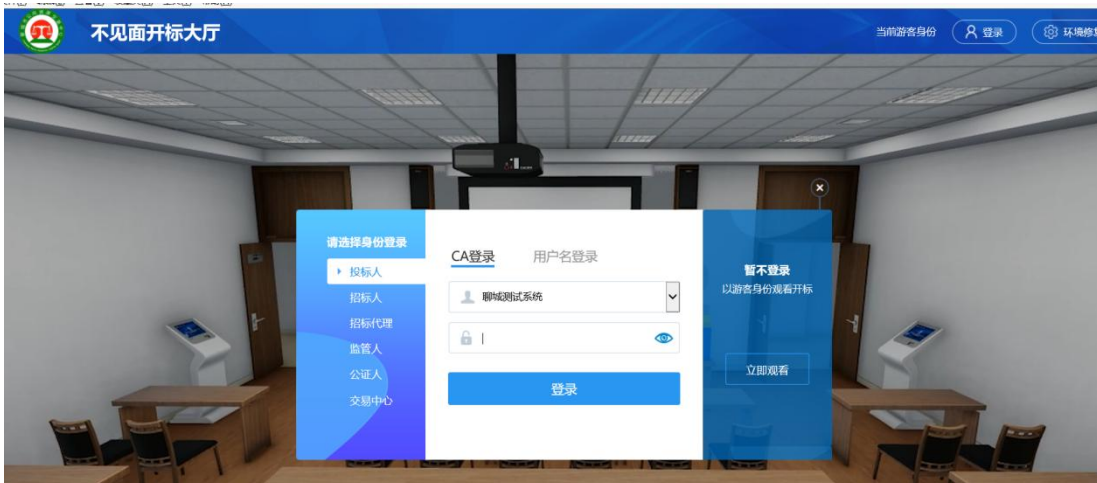 不见面开标大厅
当前游客身份
登录
环境修复
请选择身份登录
投标人
招标人
招标代理
监管人
公证人
交易中心
CA登录 用户名登录
聊城测试系统
登录
暂不登录
以游客身份观看开标
立即观看